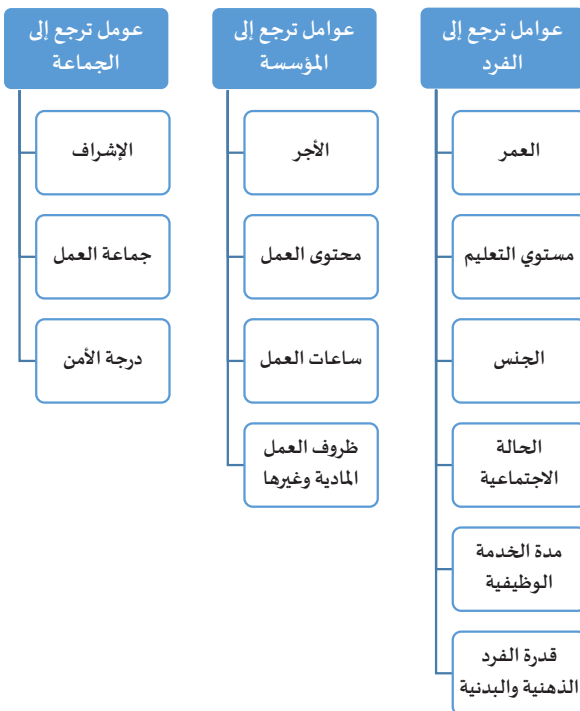 عوامل ترجع إلى
الفرد
العمر
مستوي التعليم
الجنس
الحالة
الاجتماعية
مدة الخدمة
الوظيفية
قدرة الفرد
الذهنية والبدنية
عوامل ترجع إلى
المؤسسة
الأجر
محتوى العمل
ساعات العمل
ظروف العمل
المادية وغيرها
عومل ترجع إلى
الجماعة
الإشراف
جماعة العمل
درجة الأمن